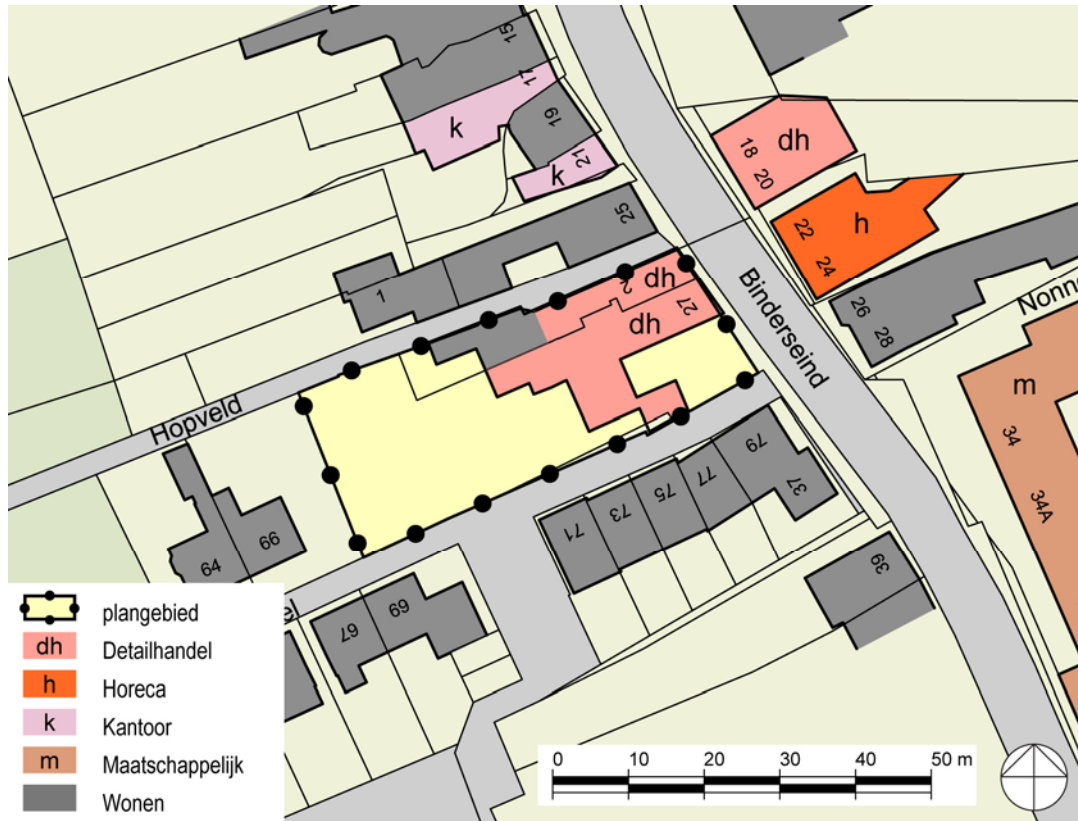 15
17
k
19
21
k
25
1
18
20
dh
22
24
h
26
28
Nonne
Binderseind
2
dh
27
dh
Hopveld
m
34
34A
64
66
67
69
71
73
75
77
79
37
39
el
plangebied
dh Detailhandel
h Horeca
k Kantoor
m Maatschappelijk
Wonen
0 10 20 30 40 50 m